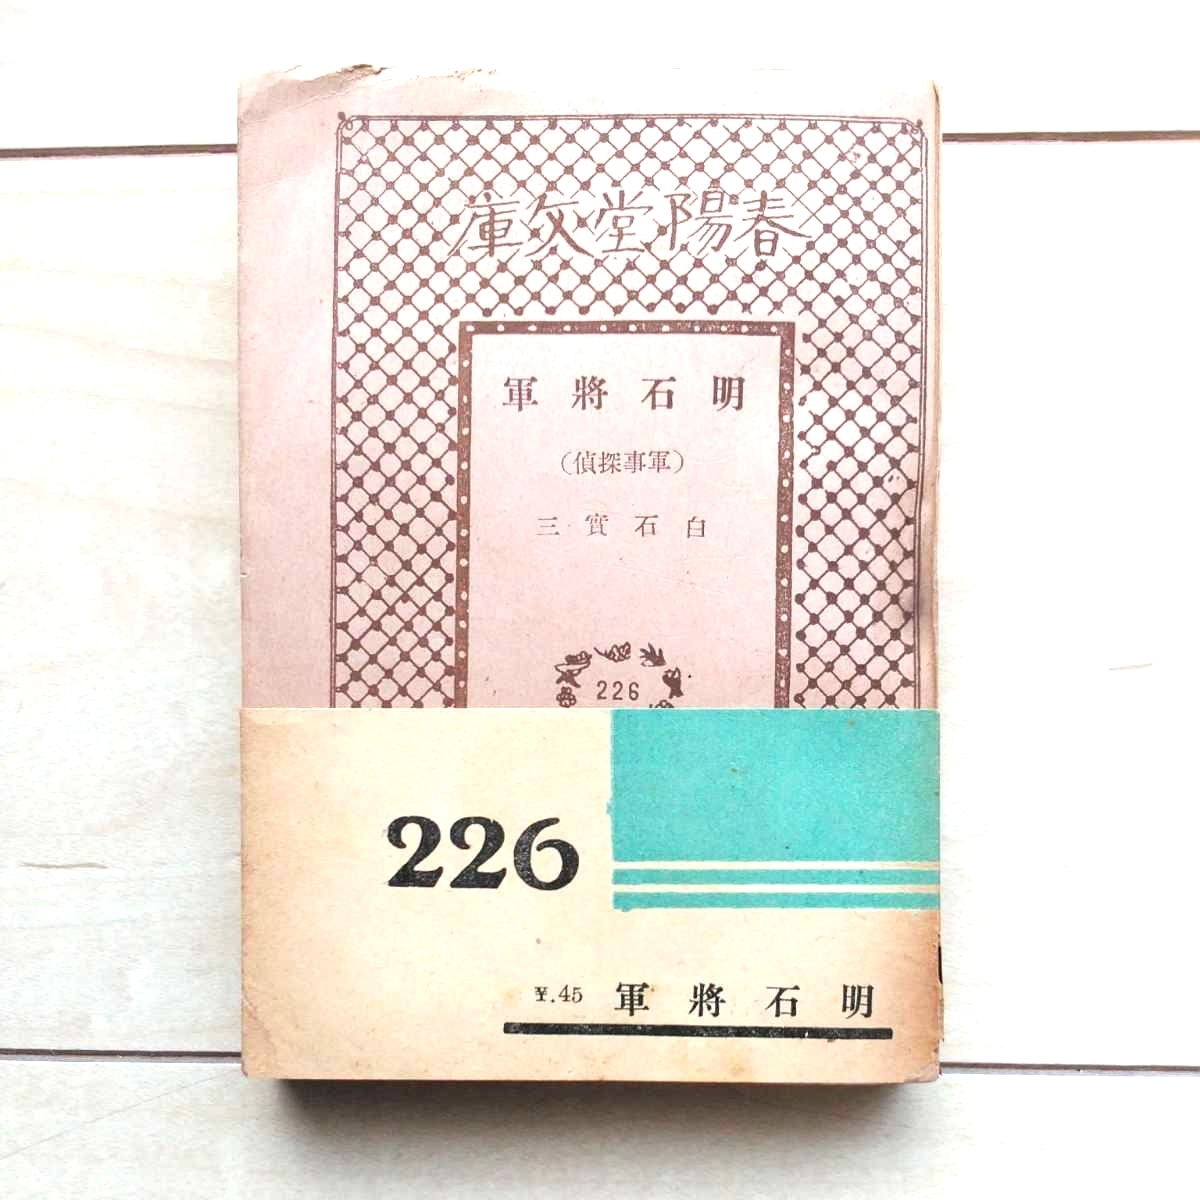 春陽堂文庫
明石將軍
(軍事探偵)
白石實三
226
226
¥.45 明石將軍